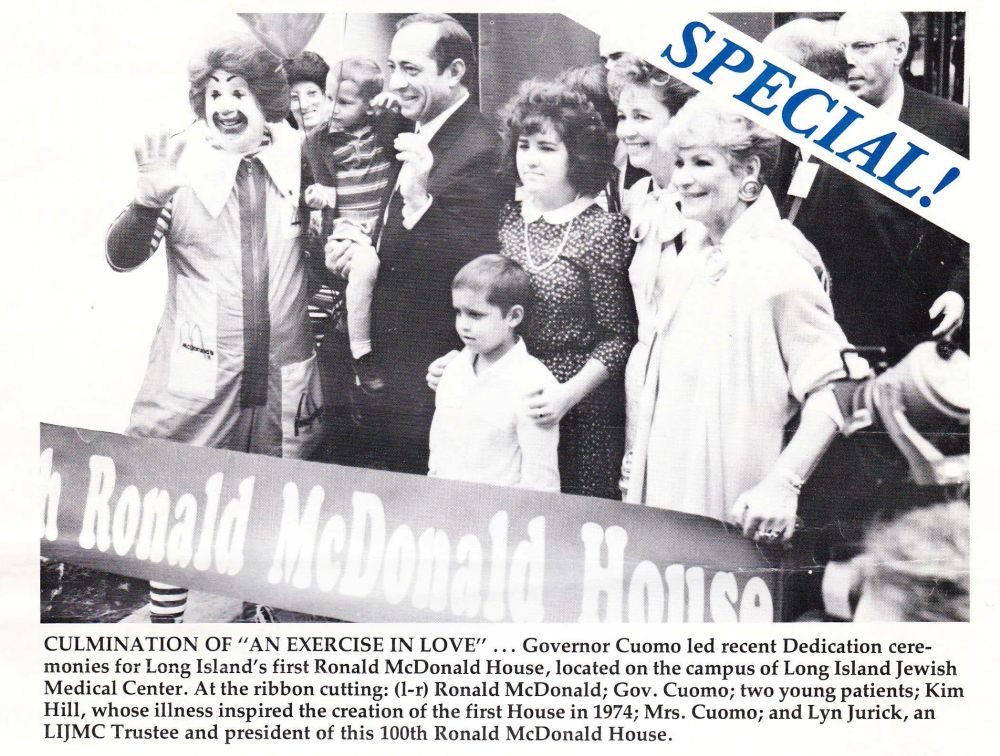 SPECIAL!
McDonald's
h Ronald McDonald House
CULMINATION OF "AN EXERCISE IN LOVE" ... Governor Cuomo led recent Dedication cere-
monies for Long Island's first Ronald McDonald House, located on the campus of Long Island Jewish
Medical Center. At the ribbon cutting: (l-r) Ronald McDonald; Gov. Cuomo; two young patients; Kim
Hill, whose illness inspired the creation of the first House in 1974; Mrs. Cuomo; and Lyn Jurick, an
LIJMC Trustee and president of this 100th Ronald McDonald House.